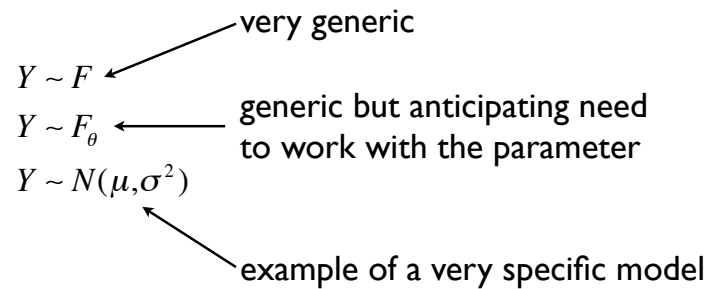 very generic
Y ~ F
Y ~ F_θ
generic but anticipating need
to work with the parameter
Y ~ N(μ,σ²)
example of a very specific model